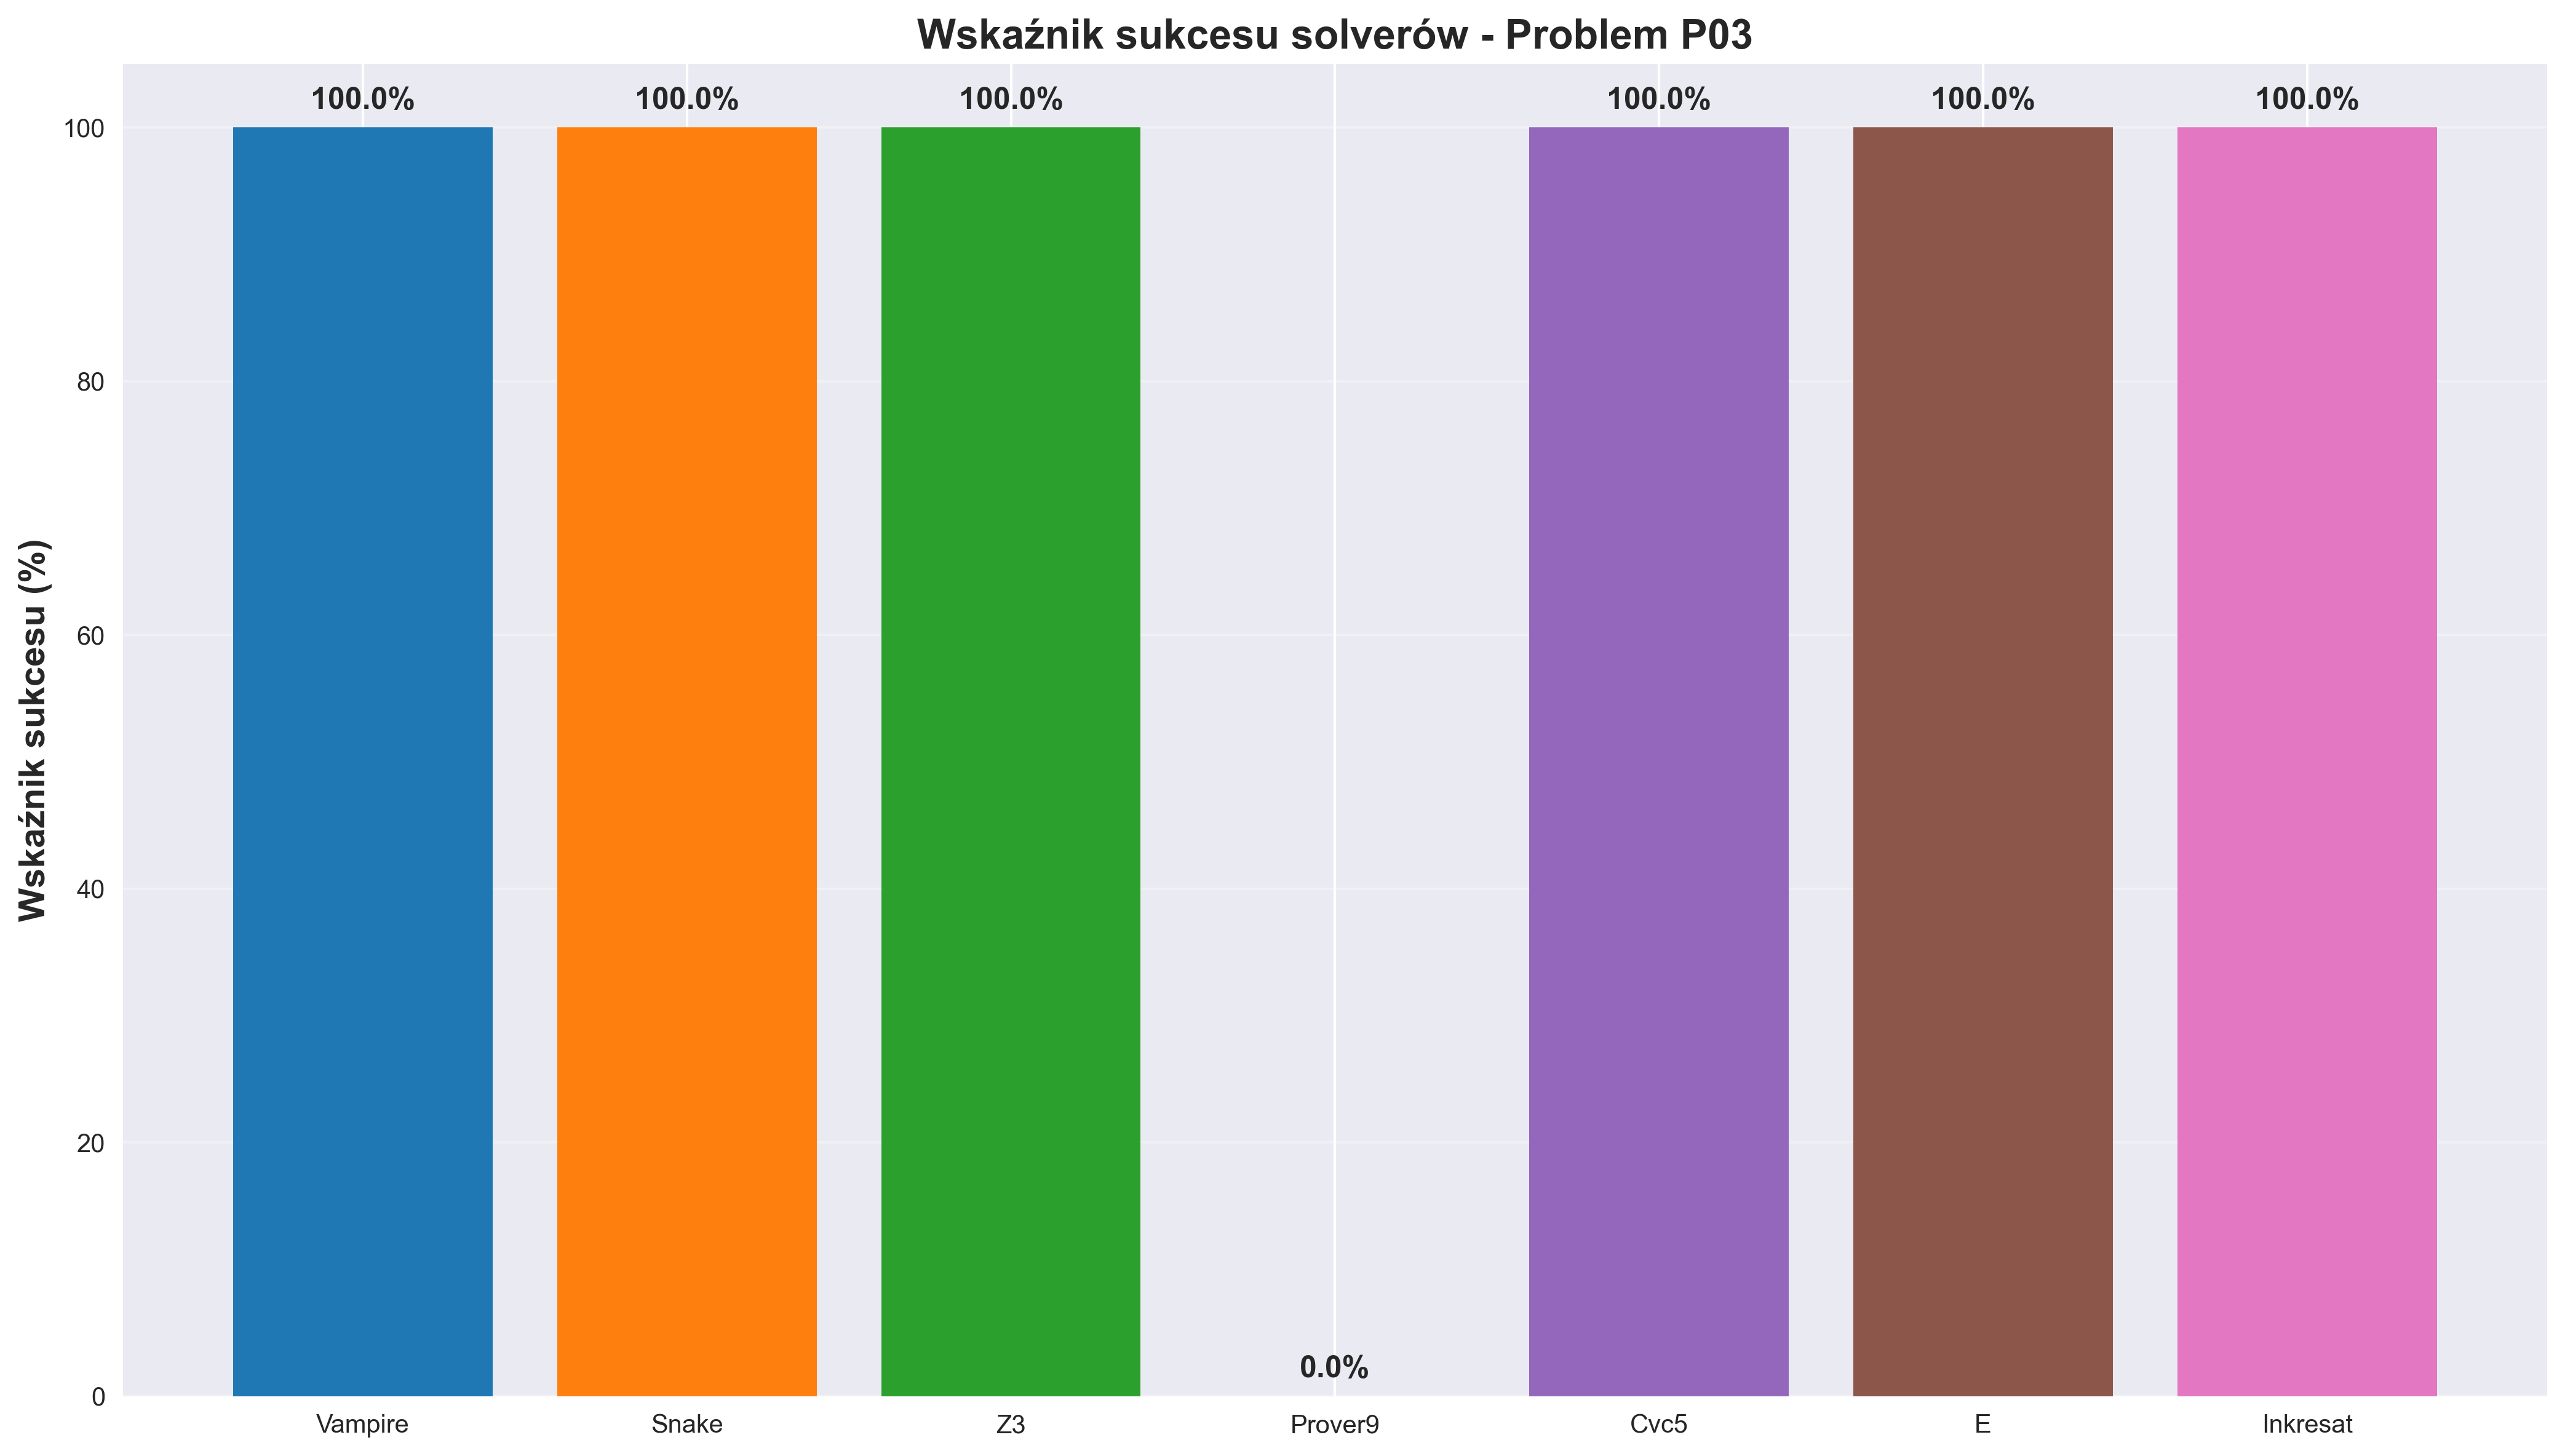 Wskaźnik sukcesu solverów - Problem P03
100.0% 100.0% 100.0% 100.0% 100.0% 100.0%
100
80
60
40
20
0
Wskaźnik sukcesu (%)
0.0%
Vampire Snake Z3 Prover9 Cvc5 E Inkresat